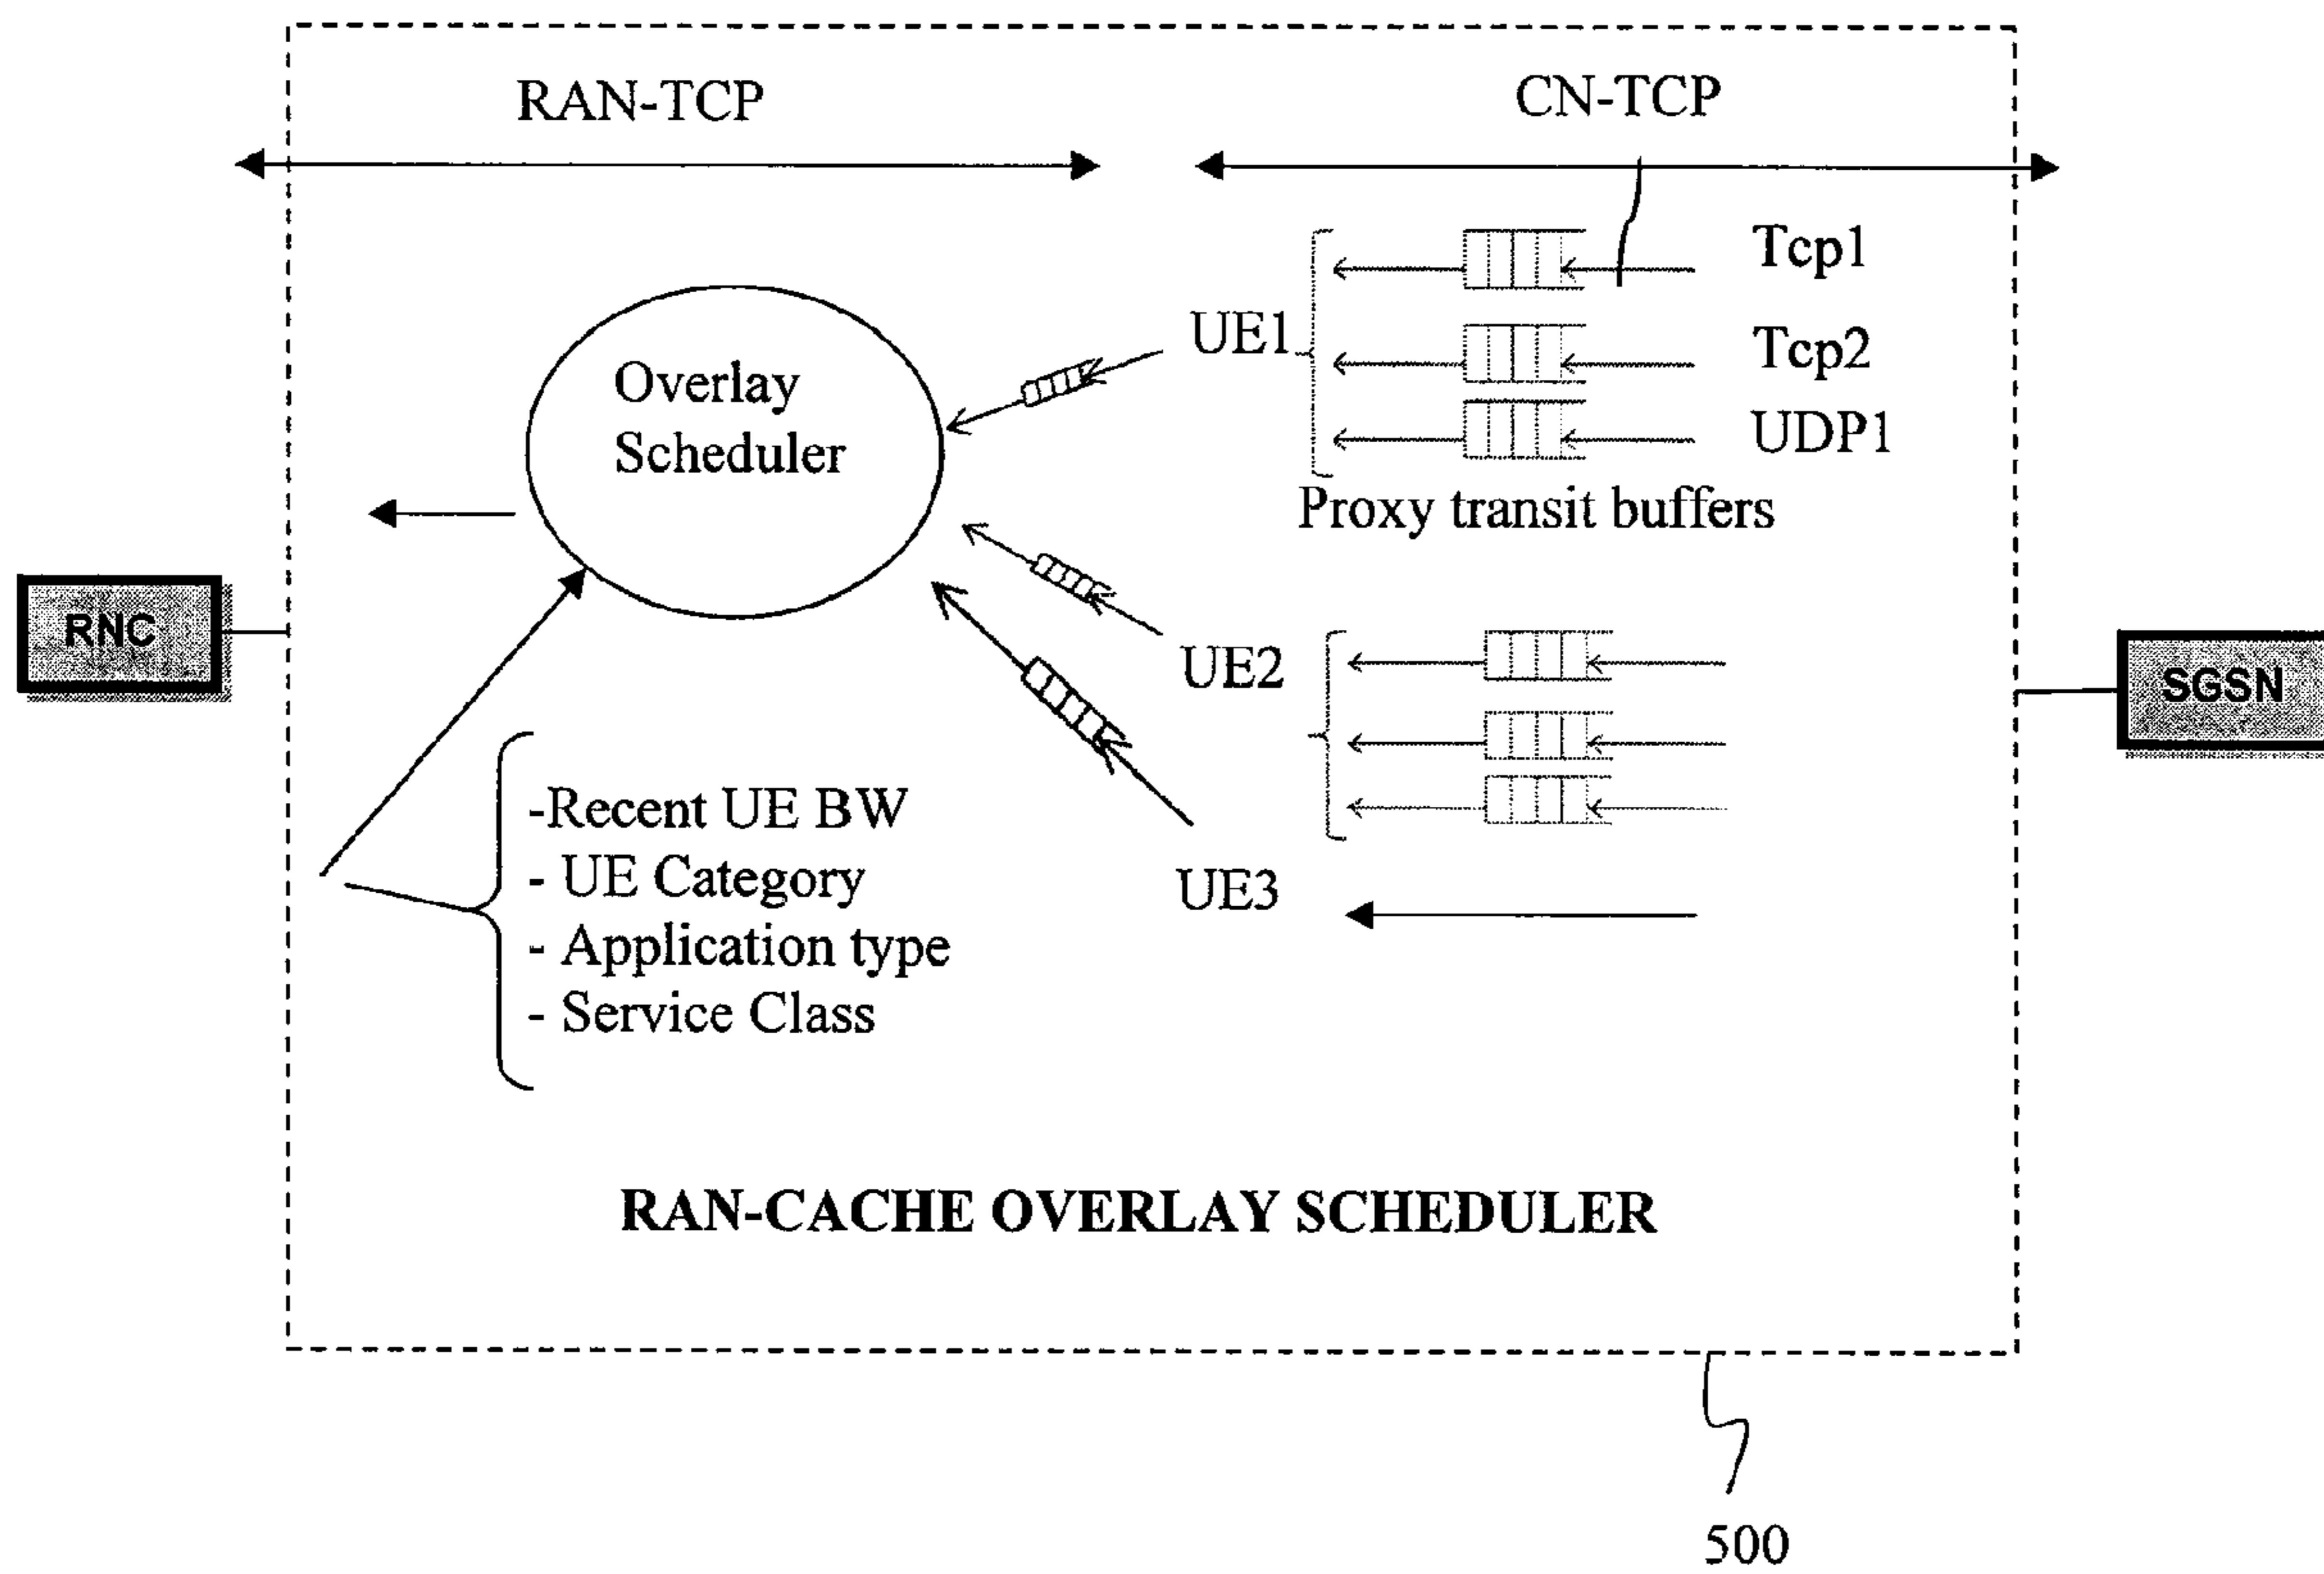 RAN-TCP
CN-TCP
Tcp1
UE1
Tcp2
Overlay
Scheduler
UDP1
Proxy transit buffers
RNC
UE2
SGSN
-Recent UE BW
- UE Category
- Application type
- Service Class
UE3
RAN-CACHE OVERLAY SCHEDULER
500